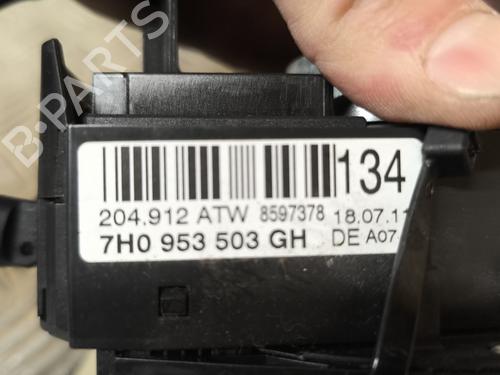 B-PARTS
134
204.912 ATW 8597378 18.07.11
7H0 953 503 GH DE A07